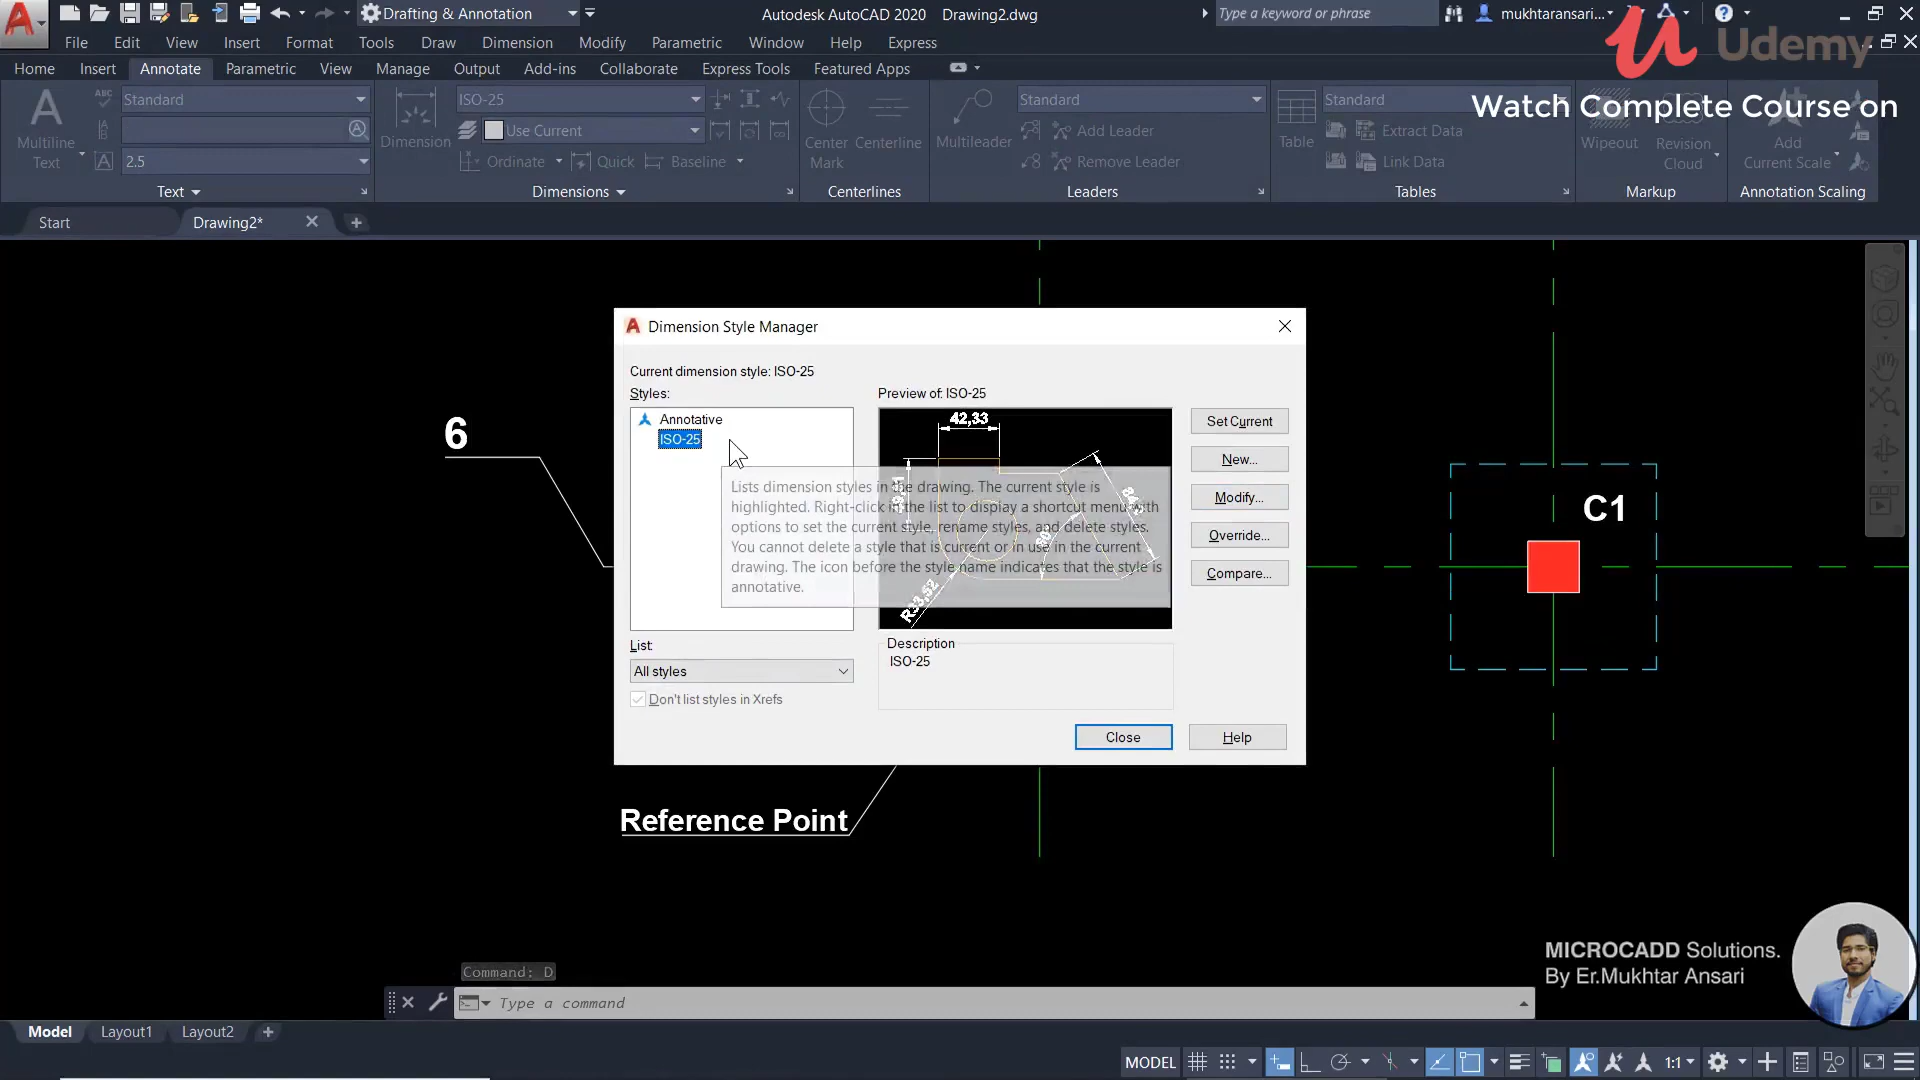 Drafting & Annotation
Autodesk AutoCAD 2020 Drawing2.dwg
Type a keyword or phrase
mukhtaransari...
File Edit View Insert Format Tools Draw Dimension Modify Parametric Window Help Express
Udemy
Home Insert Annotate Parametric View Manage Output Add-ins Collaborate Express Tools Featured Apps
Watch Complete Course on
Multiline Text
ABC
Standard
2.5
Text
Dimension
ISO-25
Use Current
Ordinate Quick Baseline
Dimensions
Center Mark
Centerline
Centerlines
Multileader
Standard
Add Leader
Remove Leader
Leaders
Table
Standard
Extract Data
Link Data
Tables
Wipeout
Revision Cloud
Markup
Add Current Scale
Annotation Scaling
Start
Drawing2*
6
Dimension Style Manager
Current dimension style: ISO-25
Styles:
Annotative
ISO-25
Preview of: ISO-25
42,33
R33,52
Lists dimension styles in the drawing. The current style is
highlighted. Right-click in the list to display a shortcut menu with
options to set the current style, rename styles, and delete styles.
You cannot delete a style that is current or in use in the current
drawing. The icon before the style name indicates that the style is
annotative.
Set Current
New...
Modify...
Override...
Compare...
List:
All styles
Don't list styles in Xrefs
Description
ISO-25
Close
Help
C1
Reference Point
MICROCADD Solutions.
By Er.Mukhtar Ansari
Command: D
Type a command
Model Layout1 Layout2
MODEL
1:1